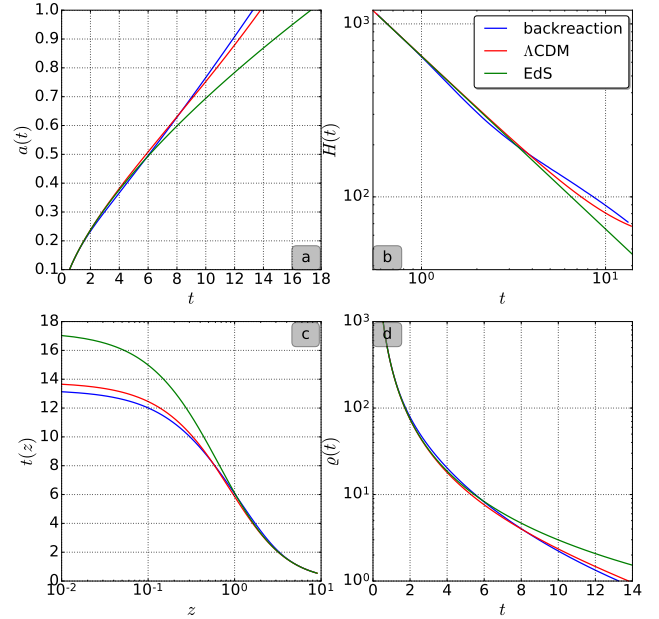 1.0
0.9
0.8
0.7
0.6
0.5
0.4
0.3
0.2
0.1
a(t)
0 2 4 6 8 10 12 14 16 18
t
a
10³
10²
H(t)
10⁰ 10¹
t
b
backreaction
ΛCDM
EdS
18
16
14
12
10
8
6
4
2
0
t(z)
10⁻² 10⁻¹ 10⁰ 10¹
z
c
10³
10²
10¹
10⁰
ϱ(t)
0 2 4 6 8 10 12 14
t
d